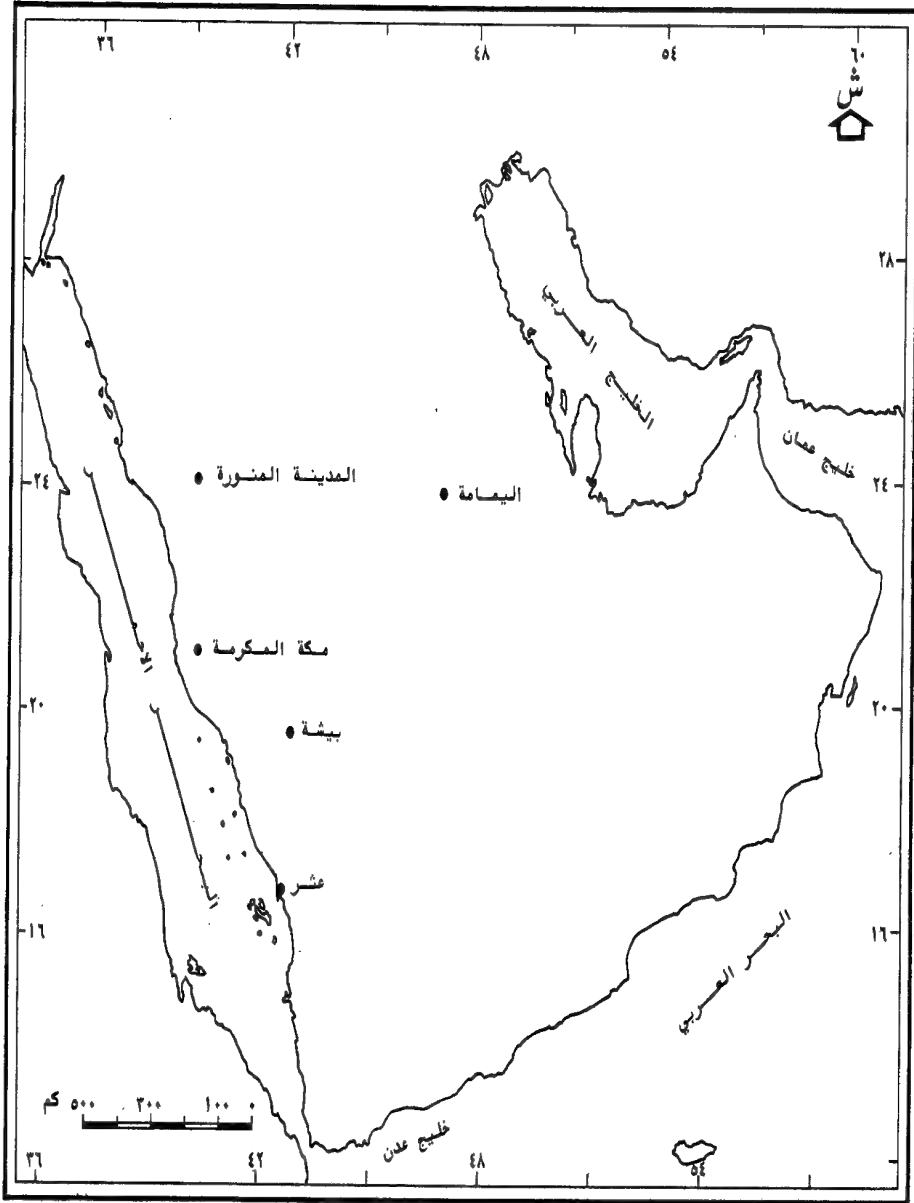 ٣٦ ٤٢ ٤٨ ٥٤ ٦٠
ش
٢٨
العربي
الخليج
خليج عمان
٢٤ المدينة المنورة اليمامة ٢٤
مكة المكرمة
٢٠ ٢٠
بيشة
عشر
١٦ ١٦
البحر العربي
كم ٥٠٠ ٣٠٠ ١٠٠ ٠
خليج عدن
٣٦ ٤٢ ٤٨ ٥٤